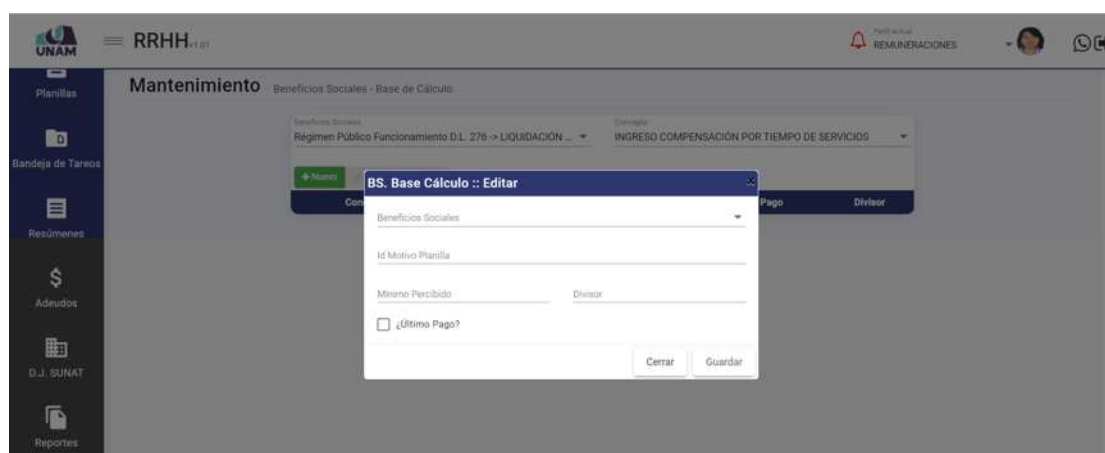 UNAM
RRHH v1.01
Perfil Actual
REMUNERACIONES
Planillas
Mantenimiento Beneficios Sociales - Base de Cálculo
Beneficios Sociales
Régimen Público Funcionamiento D.L. 276 -> LIQUIDACIÓN ...
Concepto
INGRESO COMPENSACIÓN POR TIEMPO DE SERVICIOS
Bandeja de Tareos
+ Nuevo
BS. Base Cálculo :: Editar
x
Pago
Divisor
Beneficios Sociales
Resúmenes
Id Motivo Planilla
Adeudos
Mínimo Percibido
Divisor
¿Último Pago?
D.J. SUNAT
Cerrar
Guardar
Reportes